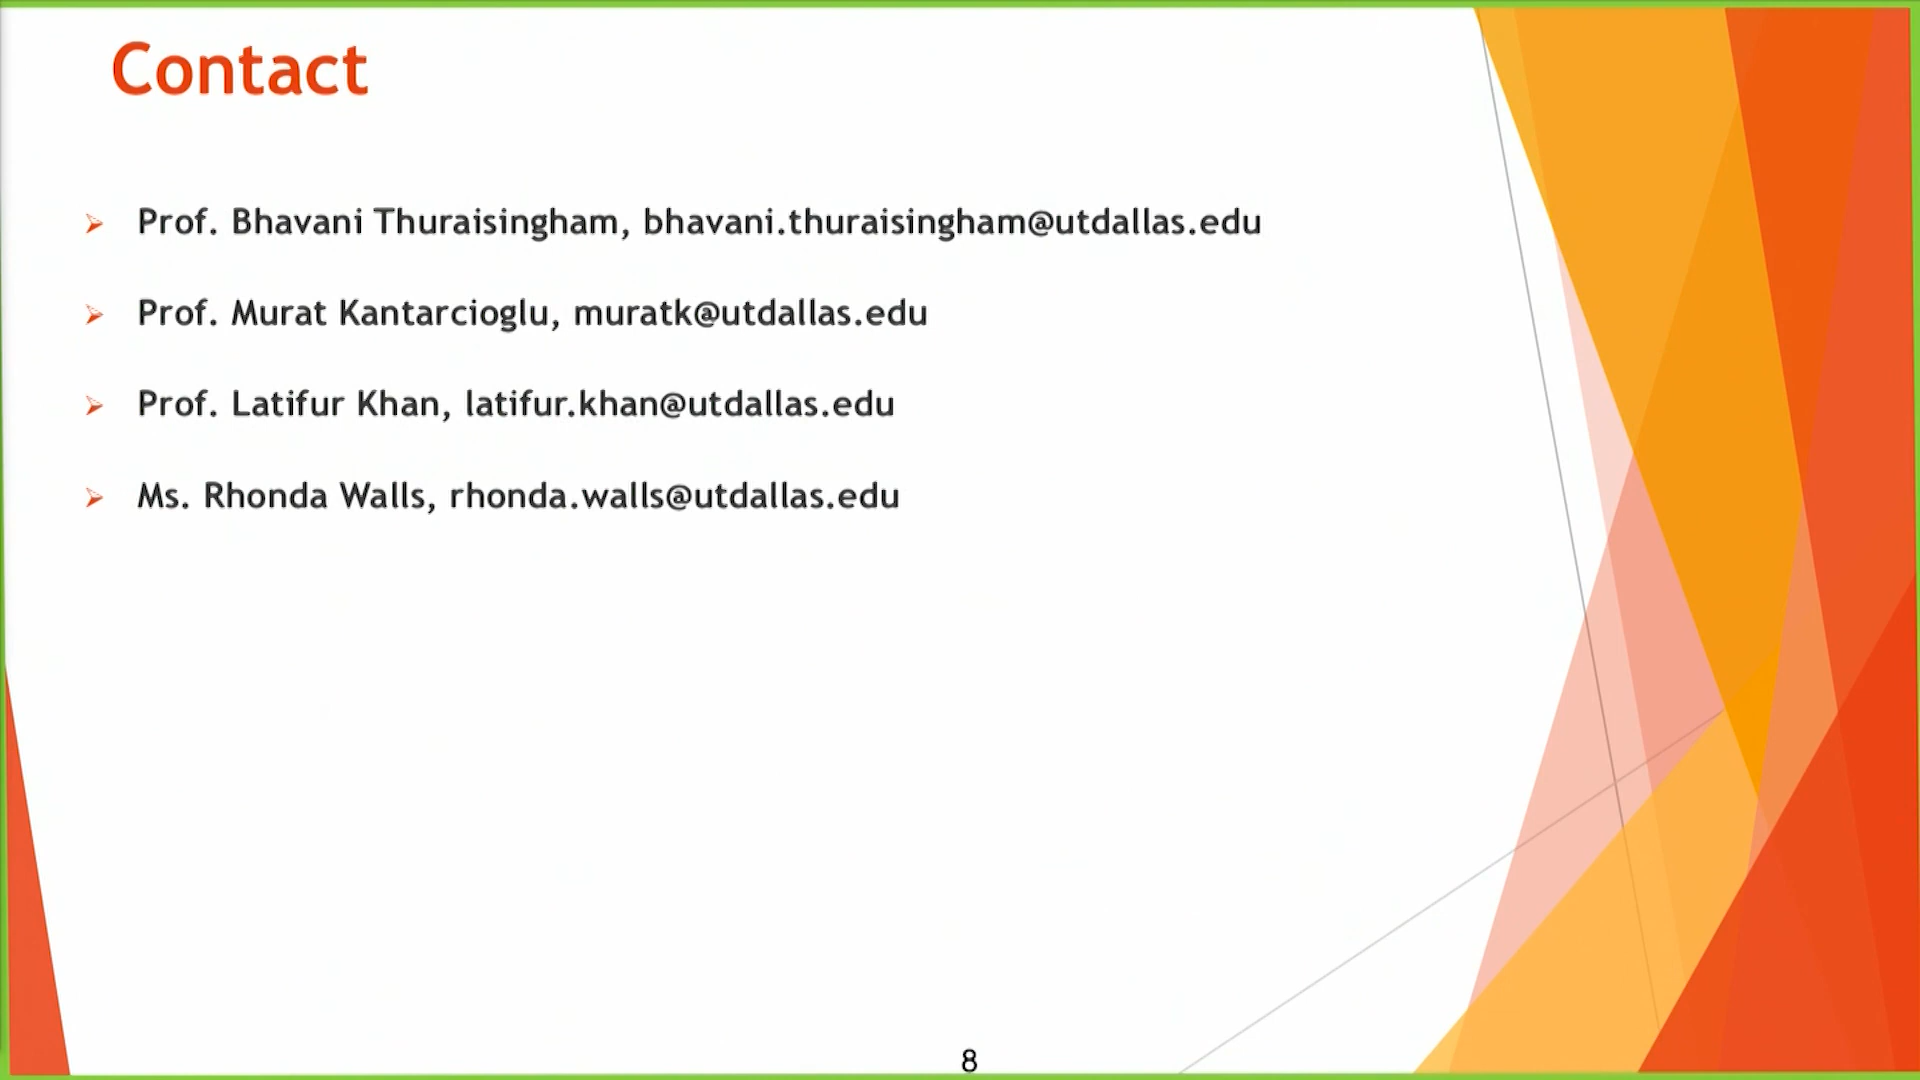 Contact
Prof. Bhavani Thuraisingham, bhavani.thuraisingham@utdallas.edu
Prof. Murat Kantarcioglu, muratk@utdallas.edu
Prof. Latifur Khan, latifur.khan@utdallas.edu
Ms. Rhonda Walls, rhonda.walls@utdallas.edu
8